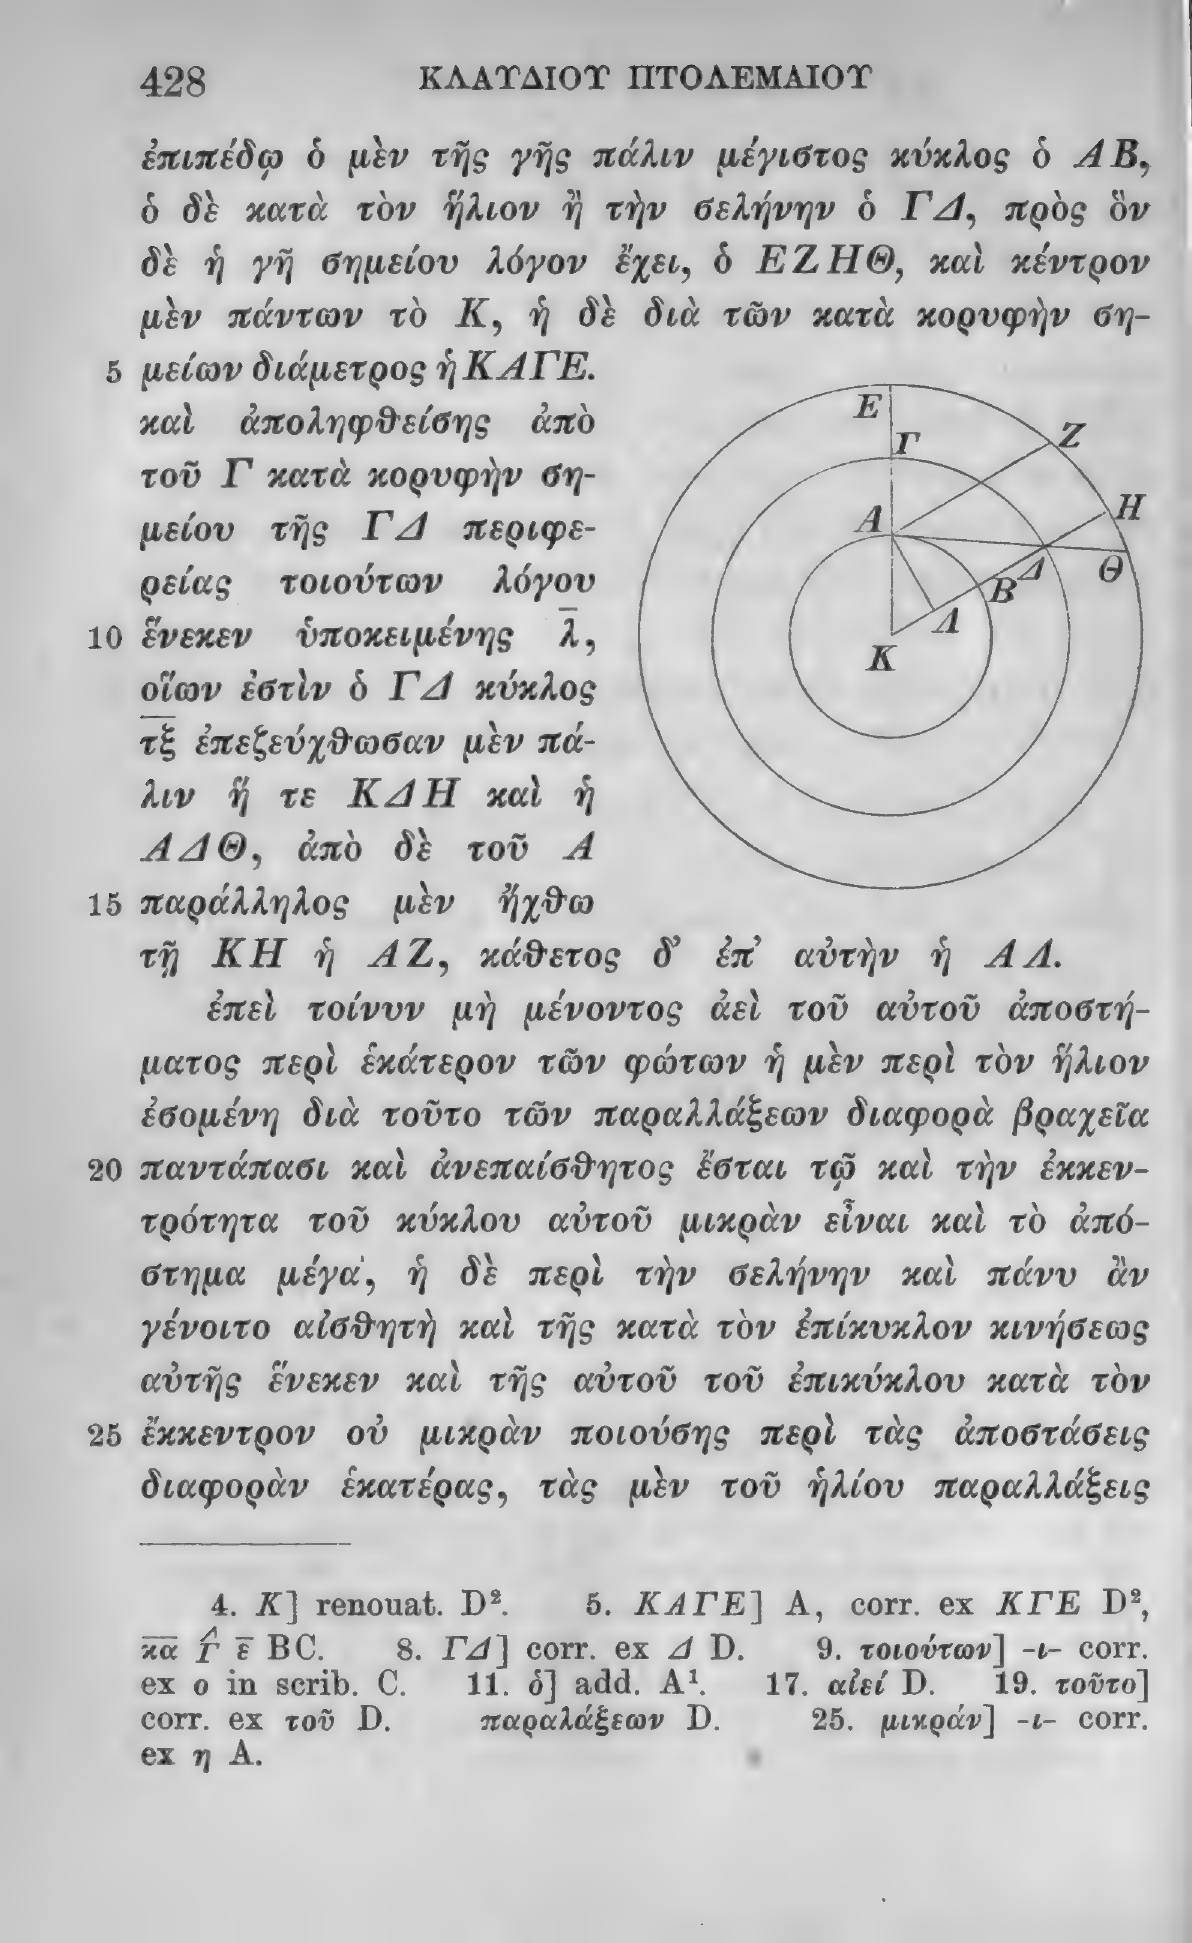 428 ΚΛΑΥΔΙΟΥ ΠΤΟΛΕΜΑΙΟΥ
ἐπιπέδῳ ὁ μὲν τῆς γῆς πάλιν μέγιστος κύκλος ὁ ΑΒ,
ὁ δὲ κατὰ τὸν ἥλιον ἢ τὴν σελήνην ὁ ΓΔ, πρὸς ὃν
δὲ ἡ γῆ σημείου λόγον ἔχει, ὁ ΕΖΗΘ, καὶ κέντρον
μὲν πάντων τὸ Κ, ἡ δὲ διὰ τῶν κατὰ κορυφὴν ση-
5 μείων διάμετρος ἡ ΚΑΓΕ.
καὶ ἀποληφθείσης ἀπὸ
τοῦ Γ κατὰ κορυφὴν ση-
μείου τῆς ΓΔ περιφε-
ρείας τοιούτων λόγου
10 ἕνεκεν ὑποκειμένης λ̅,
οἵων ἐστὶν ὁ ΓΔ κύκλος
τ̅ξ̅ ἐπεζεύχθωσαν μὲν πά-
λιν ἥ τε ΚΔΗ καὶ ἡ
ΑΔΘ, ἀπὸ δὲ τοῦ Α
15 παράλληλος μὲν ἤχθω
τῇ ΚΗ ἡ ΑΖ, κάθετος δ’ ἐπ’ αὐτὴν ἡ ΑΛ.
Ε
Γ
Ζ
Α
Η
Θ
Δ
Β
Λ
Κ
ἐπεὶ τοίνυν μὴ μένοντος ἀεὶ τοῦ αὐτοῦ ἀποστή-
ματος περὶ ἑκάτερον τῶν φώτων ἡ μὲν περὶ τὸν ἥλιον
ἐσομένη διὰ τοῦτο τῶν παραλλάξεων διαφορὰ βραχεῖα
20 παντάπασι καὶ ἀνεπαίσθητος ἔσται τῷ καὶ τὴν ἐκκεν-
τρότητα τοῦ κύκλου αὐτοῦ μικρὰν εἶναι καὶ τὸ ἀπό-
στημα μέγα, ἡ δὲ περὶ τὴν σελήνην καὶ πάνυ ἂν
γένοιτο αἰσθητὴ καὶ τῆς κατὰ τὸν ἐπίκυκλον κινήσεως
αὐτῆς ἕνεκεν καὶ τῆς αὐτοῦ τοῦ ἐπικύκλου κατὰ τὸν
25 ἔκκεντρον οὐ μικρὰν ποιούσης περὶ τὰς ἀποστάσεις
διαφορὰν ἑκατέρας, τὰς μὲν τοῦ ἡλίου παραλλάξεις
4. Κ] renouat. D². 5. ΚΑΓΕ] A, corr. ex ΚΓΕ D²,
κ̅α̅ Γ̂ ε̅ BC. 8. ΓΔ] corr. ex Δ D. 9. τοιούτων] -ι- corr.
ex ο in scrib. C. 11. ὁ] add. A¹. 17. αἰεί D. 19. τοῦτο]
corr. ex τοῦ D. παραλάξεων D. 25. μικράν] -ι- corr.
ex η A.